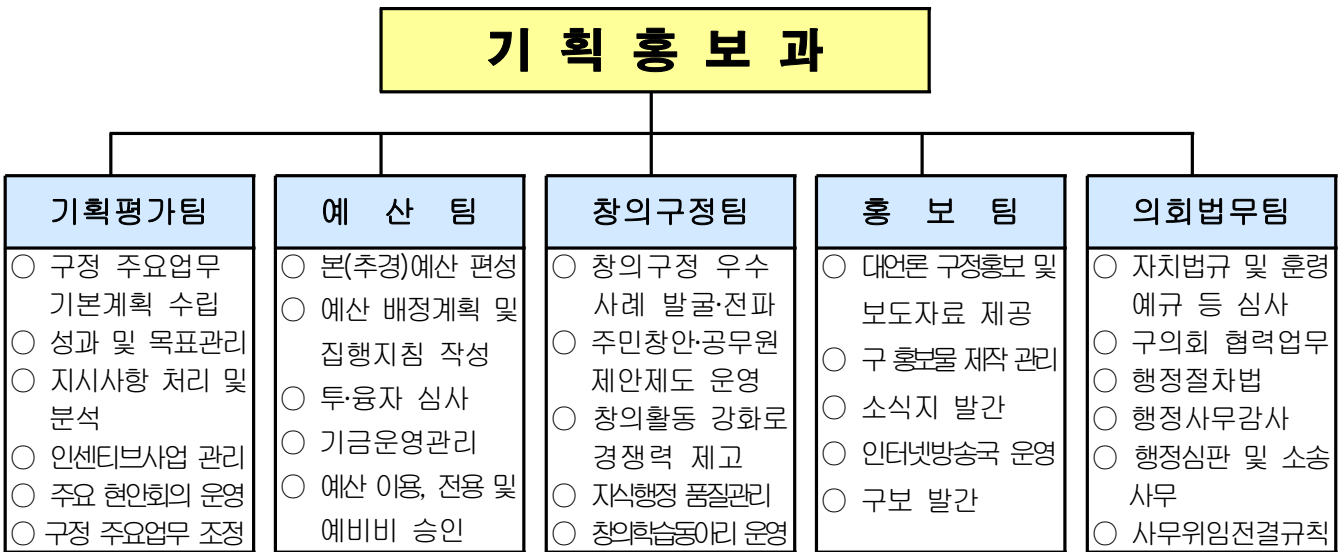 기 획 홍 보 과
기획평가팀
○ 구정 주요업무
기본계획 수립
○ 성과 및 목표관리
○ 지시사항 처리 및
분석
○ 인센티브사업 관리
○ 주요 현안회의 운영
○ 구정 주요업무 조정
예 산 팀
○ 본(추경)예산 편성
○ 예산 배정계획 및
집행지침 작성
○ 투·융자 심사
○ 기금운영관리
○ 예산 이용, 전용 및
예비비 승인
창의구정팀
○ 창의구정 우수
사례 발굴·전파
○ 주민창안·공무원
제안제도 운영
○ 창의활동 강화로
경쟁력 제고
○ 지식행정 품질관리
○ 창의학습동아리 운영
홍 보 팀
○ 대언론 구정홍보 및
보도자료 제공
○ 구 홍보물 제작 관리
○ 소식지 발간
○ 인터넷방송국 운영
○ 구보 발간
의회법무팀
○ 자치법규 및 훈령
예규 등 심사
○ 구의회 협력업무
○ 행정절차법
○ 행정사무감사
○ 행정심판 및 소송
사무
○ 사무위임전결규칙